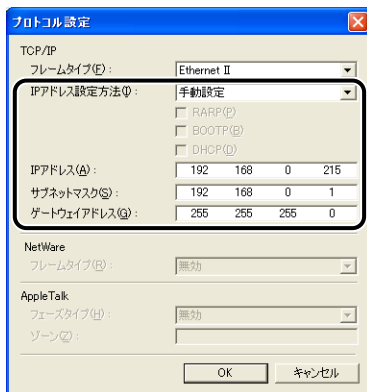 プロトコル設定
TCP/IP
フレームタイプ(F): Ethernet II
IPアドレス設定方法(I): 手動設定
RARP(P)
BOOTP(B)
DHCP(D)
IPアドレス(A): 192 168 0 215
サブネットマスク(S): 192 168 0 1
ゲートウェイアドレス(G): 255 255 255 0
NetWare
フレームタイプ(R): 無効
AppleTalk
フェーズタイプ(H): 無効
ゾーン(Z):
OK キャンセル